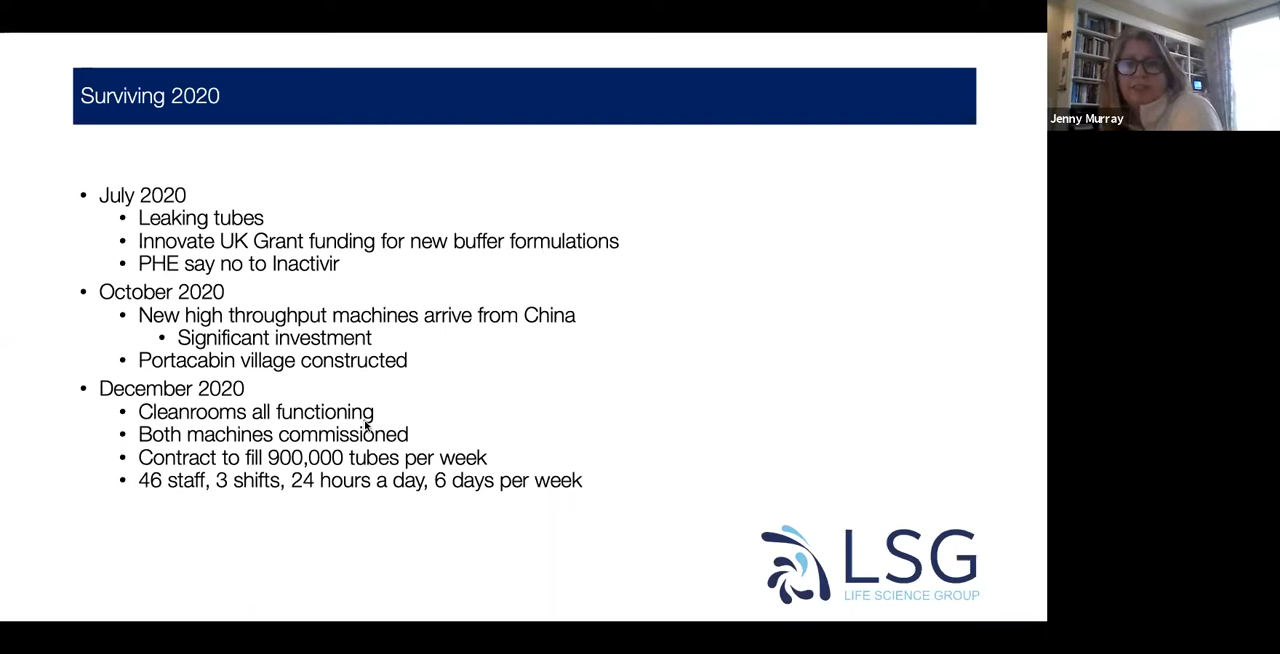 Surviving 2020
Jenny Murray
• July 2020
• Leaking tubes
• Innovate UK Grant funding for new buffer formulations
• PHE say no to Inactivir
• October 2020
• New high throughput machines arrive from China
• Significant investment
• Portacabin village constructed
• December 2020
• Cleanrooms all functioning
• Both machines commissioned
• Contract to fill 900,000 tubes per week
• 46 staff, 3 shifts, 24 hours a day, 6 days per week
LSG
LIFE SCIENCE GROUP